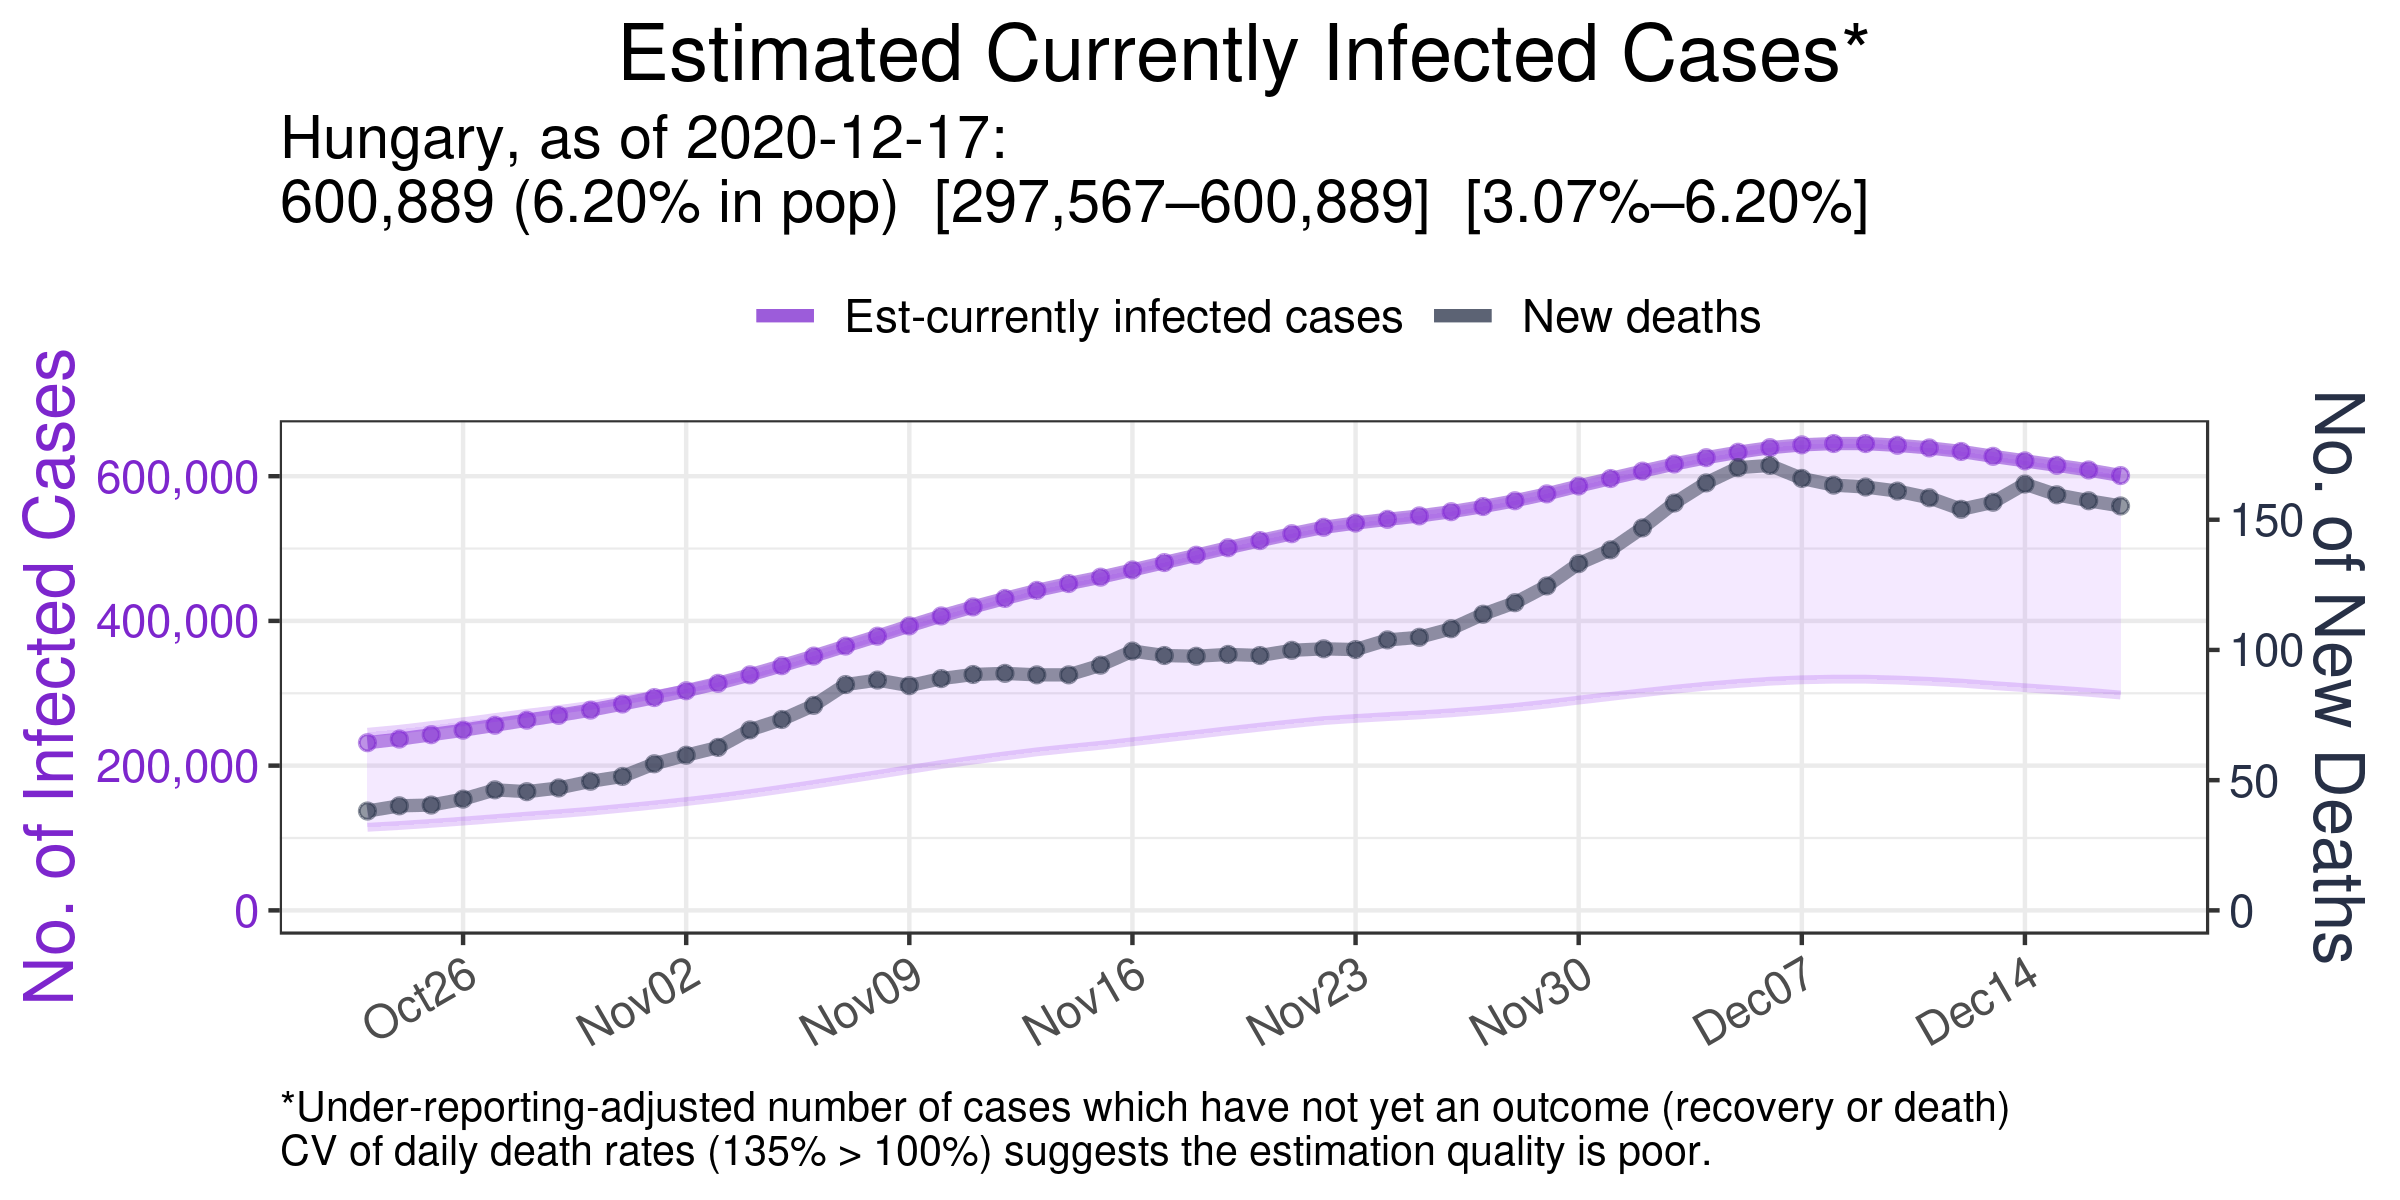 Estimated Currently Infected Cases*
Hungary, as of 2020-12-17:
600,889 (6.20% in pop)  [297,567–600,889]  [3.07%–6.20%]
Est-currently infected cases
New deaths
No. of Infected Cases
600,000
400,000
200,000
0
150
100
50
0
No. of New Deaths
Oct26
Nov02
Nov09
Nov16
Nov23
Nov30
Dec07
Dec14
*Under-reporting-adjusted number of cases which have not yet an outcome (recovery or death)
CV of daily death rates (135% > 100%) suggests the estimation quality is poor.